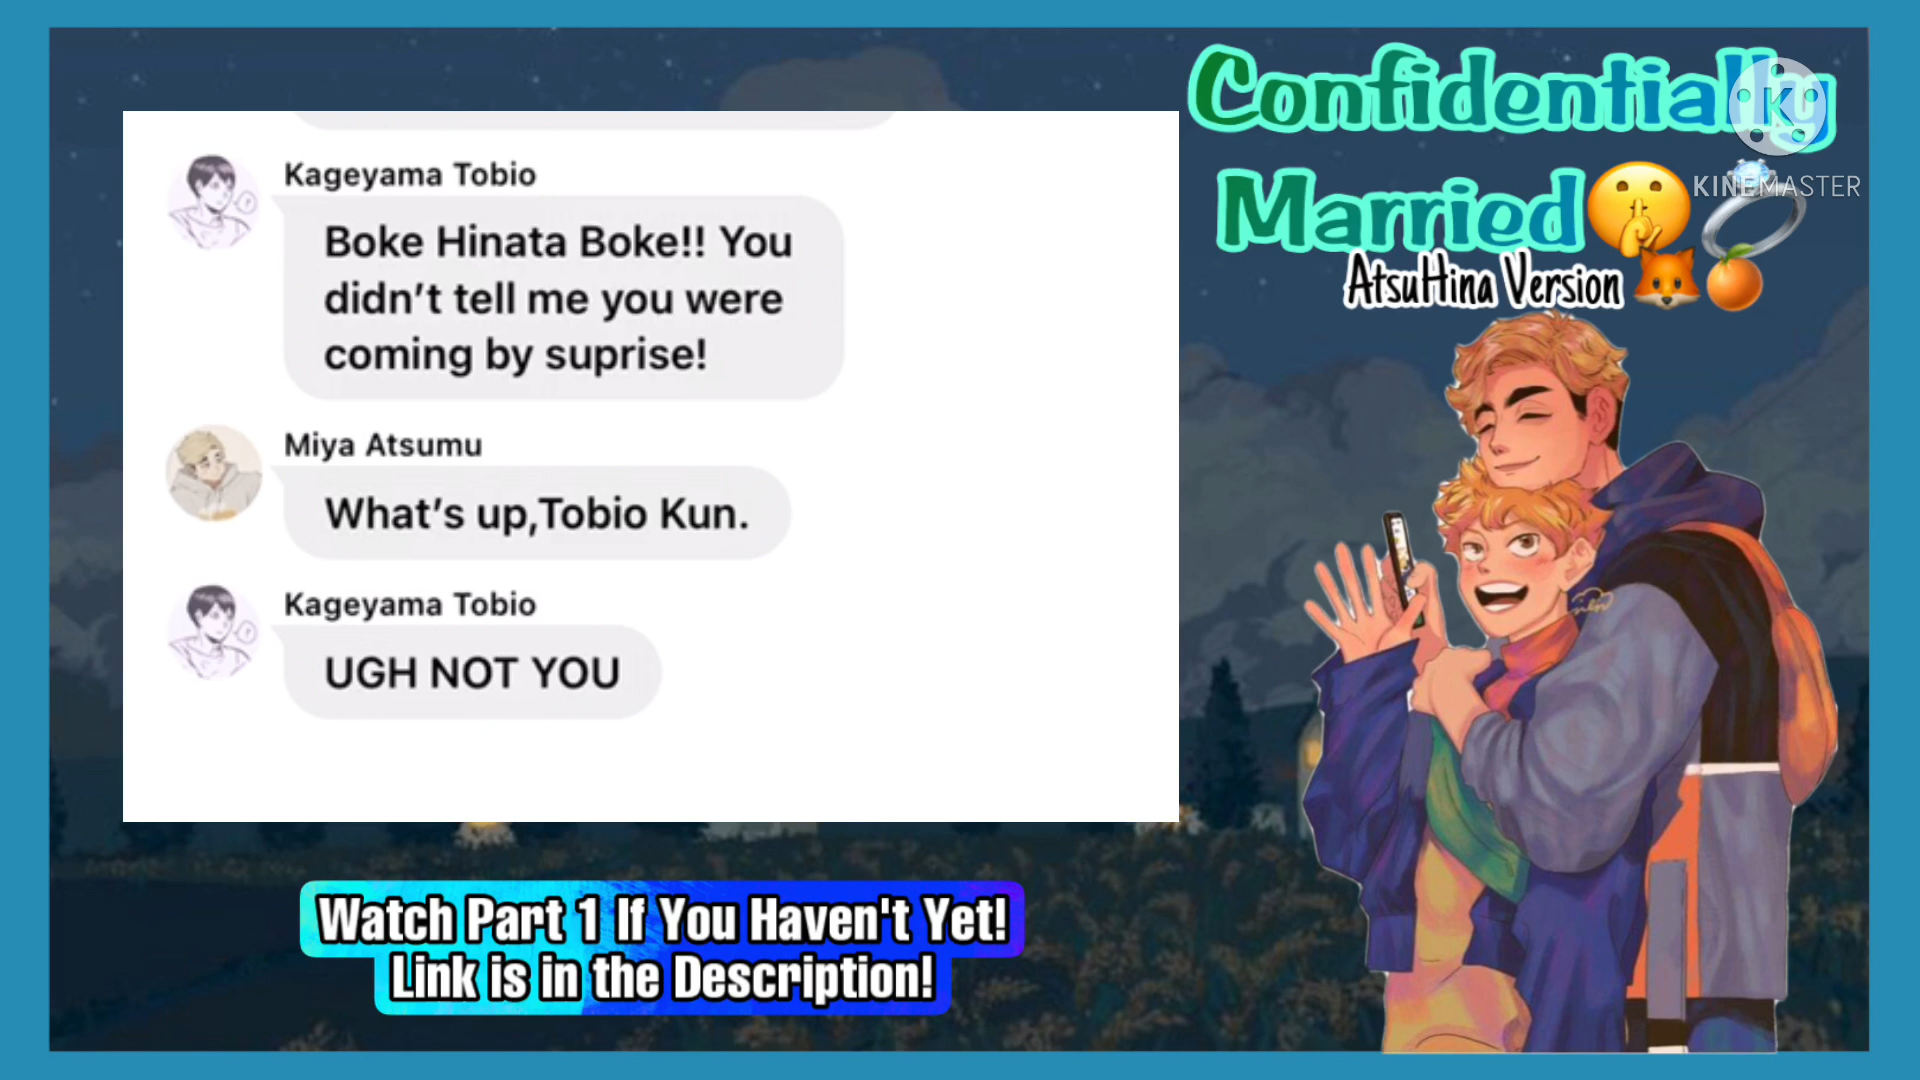 Confidentially
Married
AtsuHina Version
KINEMASTER
Kageyama Tobio
Boke Hinata Boke!! You
didn't tell me you were
coming by suprise!
Miya Atsumu
What's up,Tobio Kun.
Kageyama Tobio
UGH NOT YOU
Watch Part 1 If You Haven't Yet!
Link is in the Description!